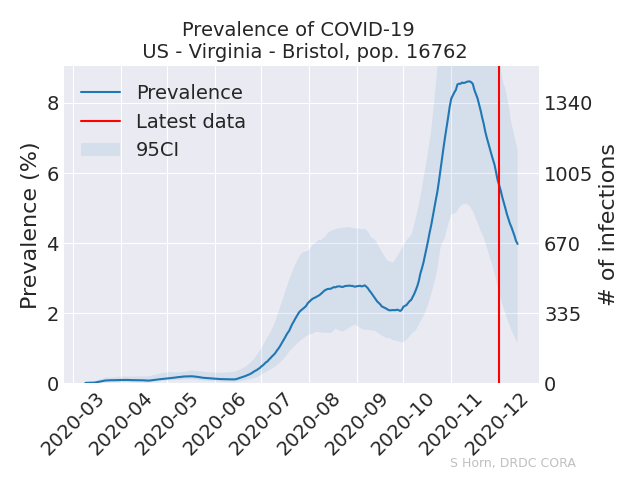 Prevalence of COVID-19
US - Virginia - Bristol, pop. 16762
Prevalence
Latest data
95CI
Prevalence (%)
8
6
4
2
0
# of infections
1340
1005
670
335
0
2020-03
2020-04
2020-05
2020-06
2020-07
2020-08
2020-09
2020-10
2020-11
2020-12
S Horn, DRDC CORA